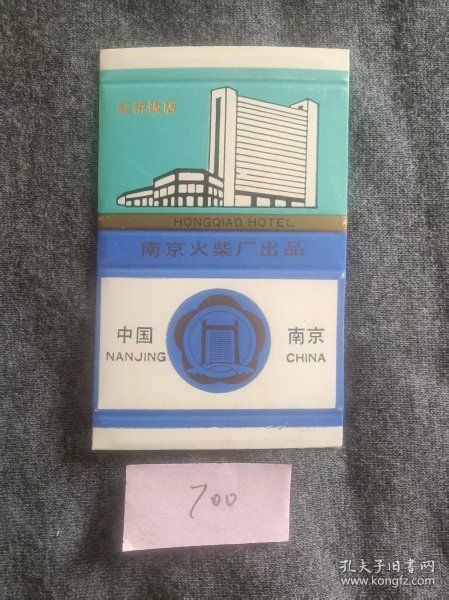 虹桥饭店
HONGQIAO HOTEL
南京火柴厂出品
中国 南京
NANJING CHINA
700
孔夫子旧书网
www.kongfz.com